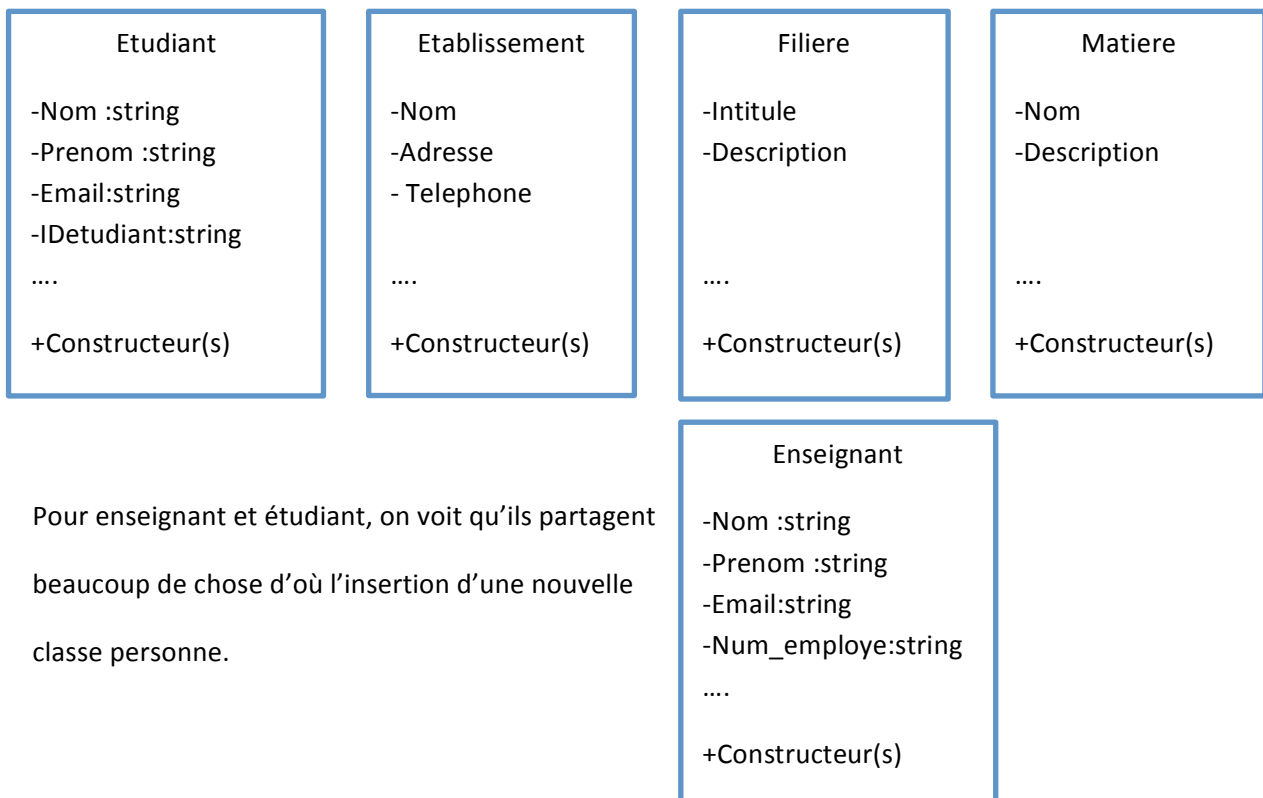 Etudiant
-Nom :string
-Prenom :string
-Email:string
-IDetudiant:string
….
+Constructeur(s)
Etablissement
-Nom
-Adresse
- Telephone
….
+Constructeur(s)
Filiere
-Intitule
-Description
….
+Constructeur(s)
Matiere
-Nom
-Description
….
+Constructeur(s)
Pour enseignant et étudiant, on voit qu’ils partagent
beaucoup de chose d’où l’insertion d’une nouvelle
classe personne.
Enseignant
-Nom :string
-Prenom :string
-Email:string
-Num_employe:string
….
+Constructeur(s)